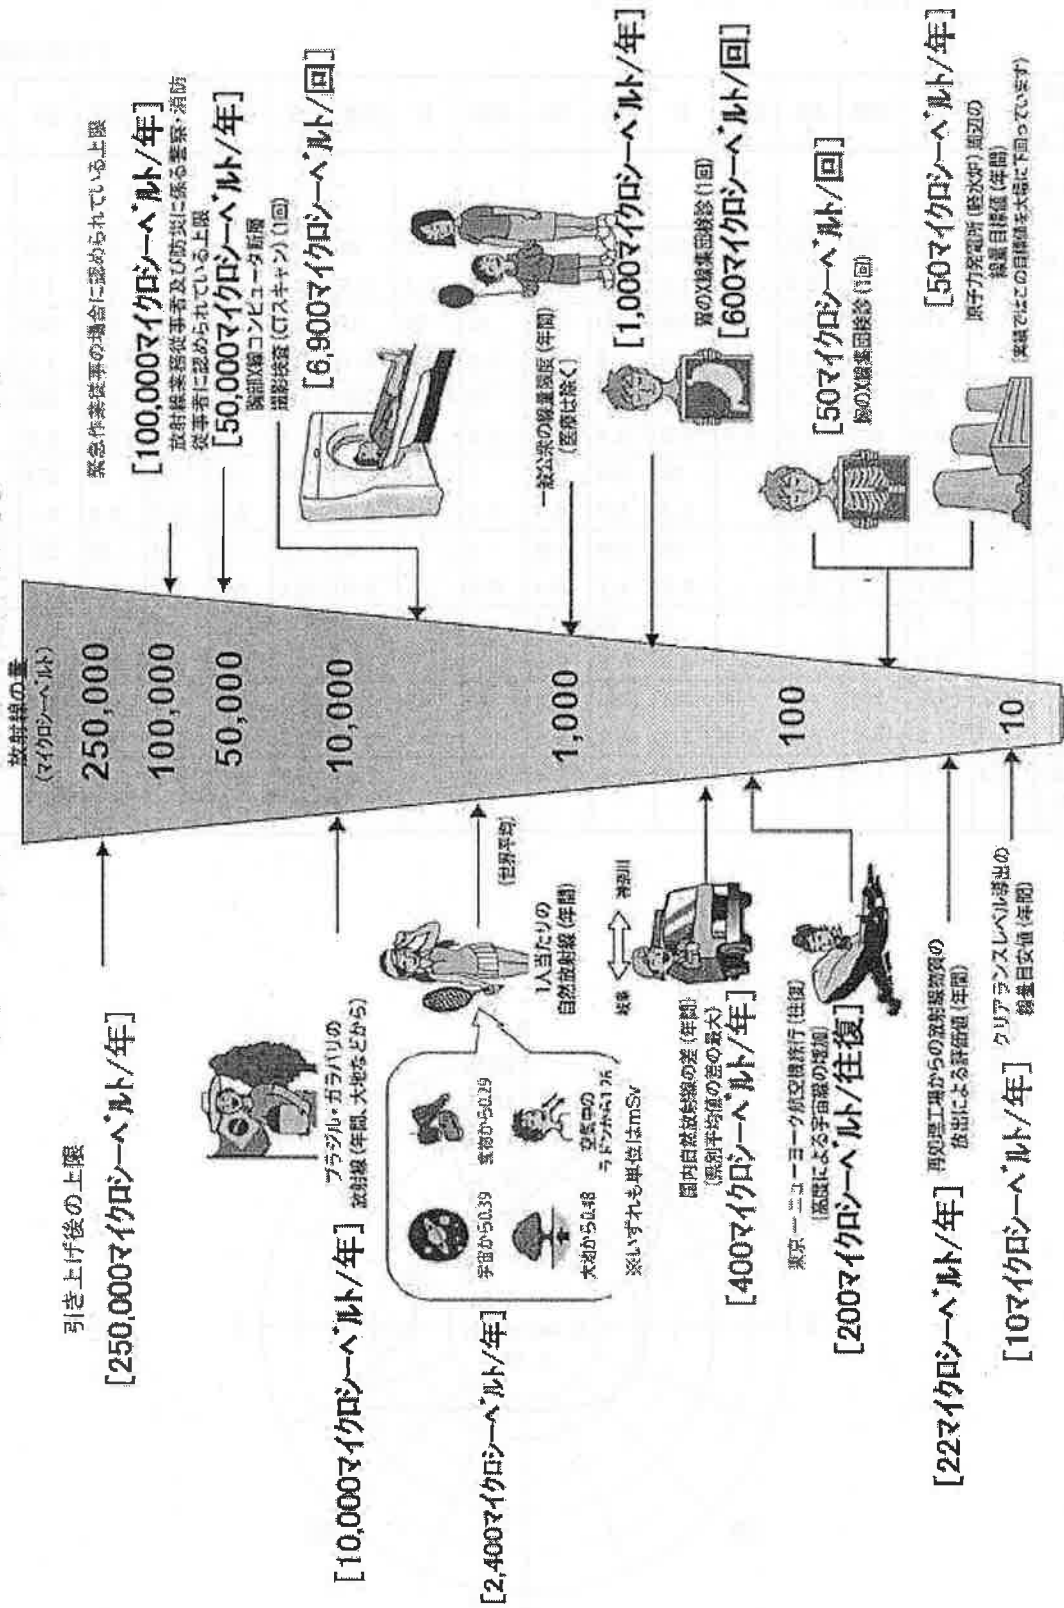 放射線の量
(マイクロシーベルト)
250,000
100,000
50,000
10,000
1,000
100
10
引き上げ後の上限
[250,000マイクロシーベルト/年]
ブラジル・ガラパリの
放射線(年間、大地などから)
[10,000マイクロシーベルト/年]
1人当たりの
自然放射線(年間)
(世界平均)
宇宙から0.39
食物から0.29
大地から0.48
空気中の
ラドンから1.26
※いずれも単位はmSv
[2,400マイクロシーベルト/年]
岐阜
神奈川
国内自然放射線の差(年間)
(県別平均値の差の最大)
[400マイクロシーベルト/年]
東京―ニューヨーク航空機旅行(往復)
(高度による宇宙線の増加)
[200マイクロシーベルト/往復]
再処理工場からの放射線物質の
放出による評価値(年間)
[22マイクロシーベルト/年]
クリアランスレベル導出の
線量目安値(年間)
[10マイクロシーベルト/年]
緊急作業従事の場合に認められている上限
[100,000マイクロシーベルト/年]
放射線業務従事者及び防災に係る警察・消防
従事者に認められている上限
[50,000マイクロシーベルト/年]
胸部X線コンピュータ断層
撮影検査(CTスキャン)(1回)
[6,900マイクロシーベルト/回]
一般公衆の線量限度(年間)
(医療は除く)
[1,000マイクロシーベルト/年]
胃のX線集団検診(1回)
[600マイクロシーベルト/回]
[50マイクロシーベルト/回]
胸のX線集団検診(1回)
[50マイクロシーベルト/年]
原子力発電所(軽水炉)周辺の
線量目標値(年間)
(実績ではこの目標値を大幅に下回っています)